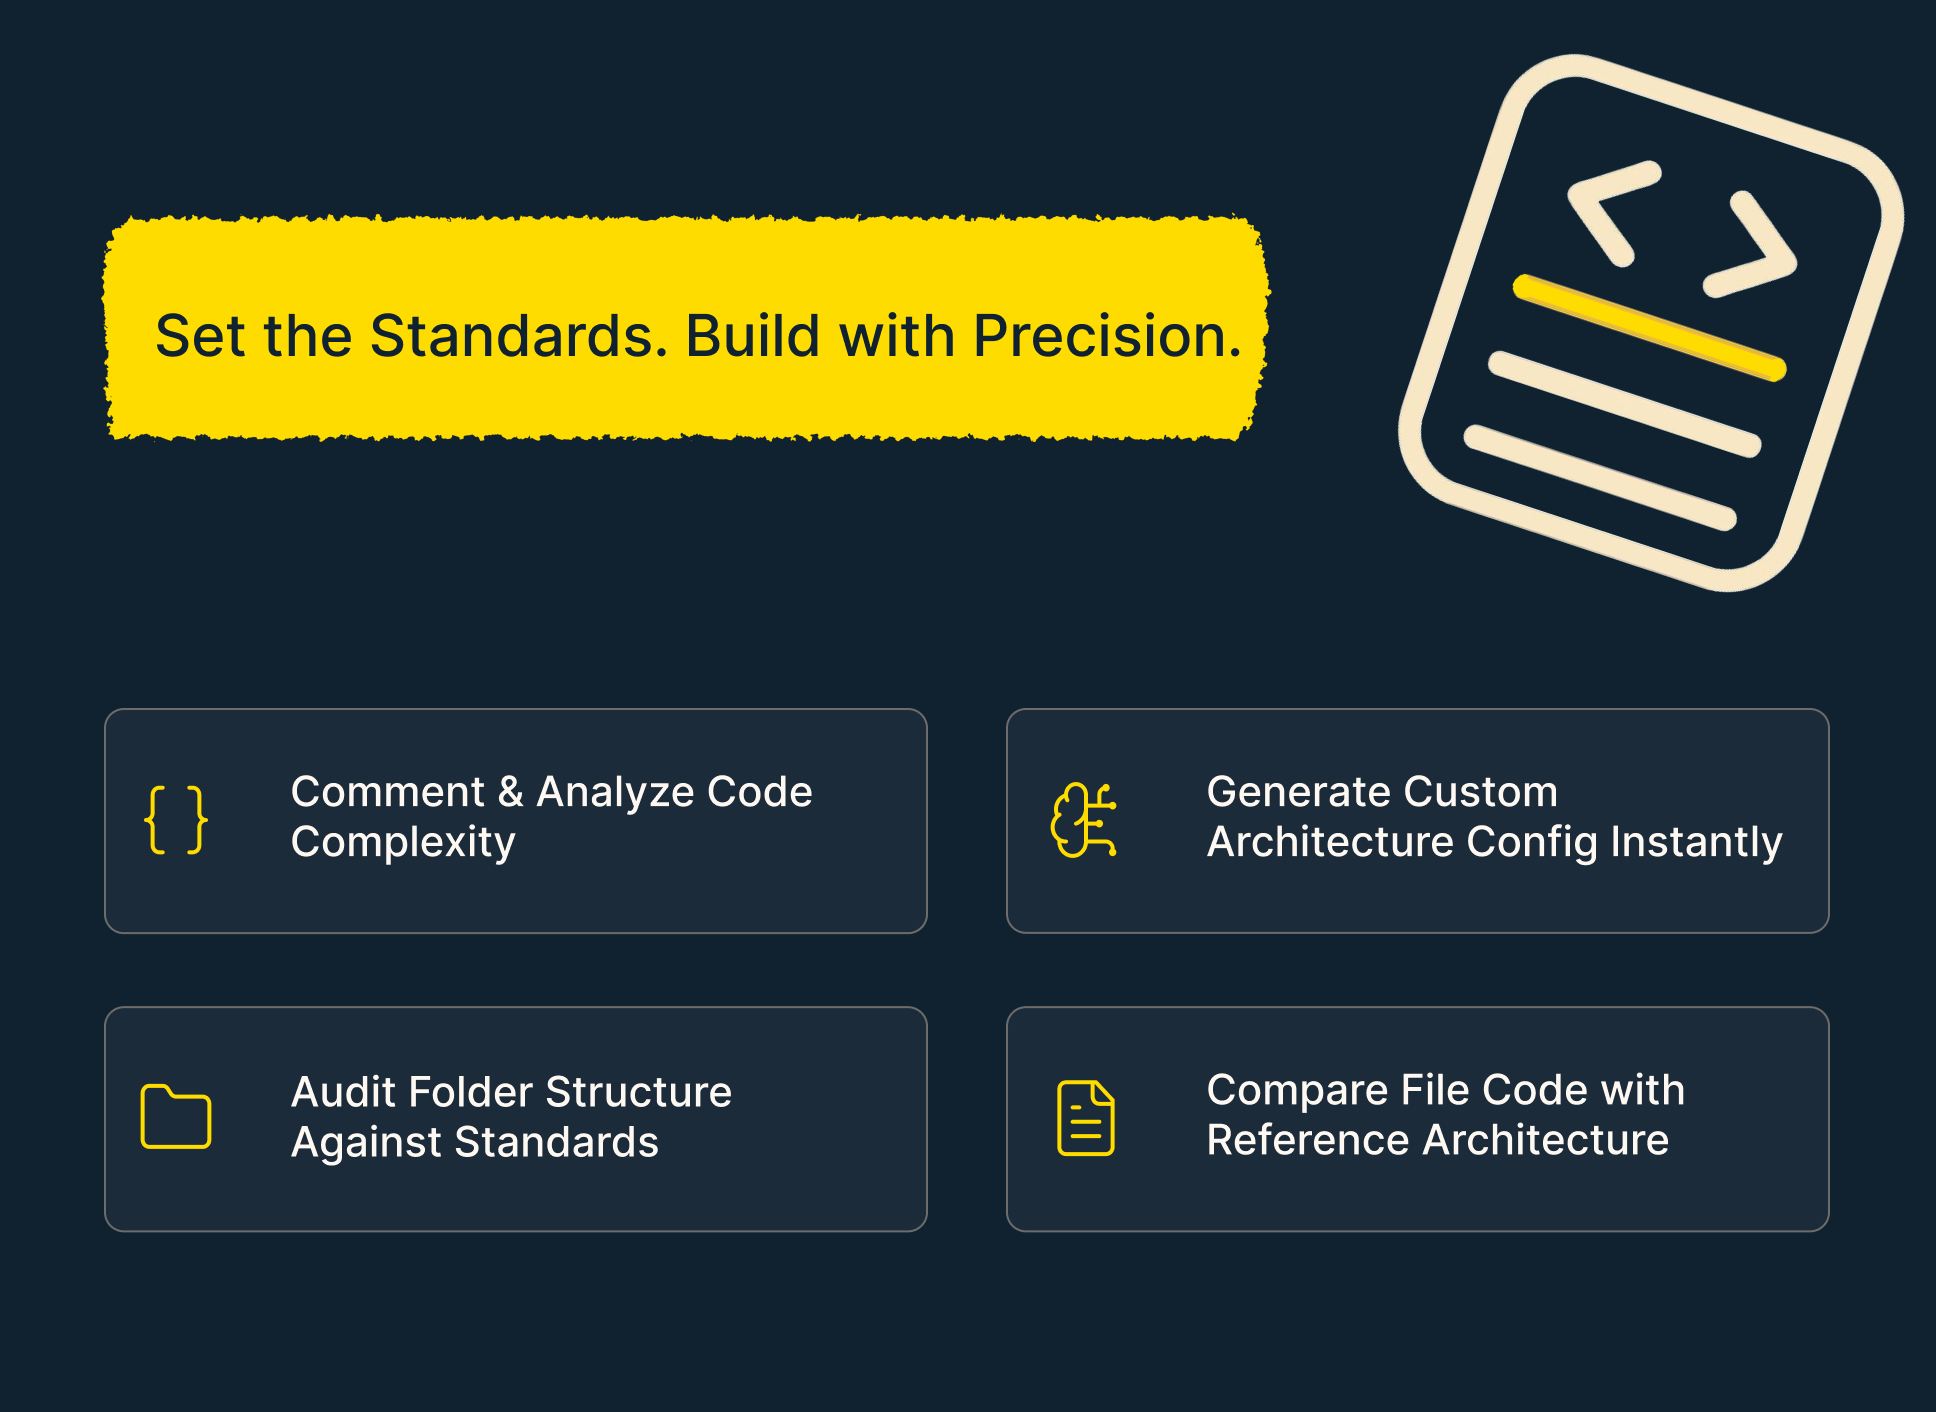 Set the Standards. Build with Precision.
Comment & Analyze Code
Complexity
Generate Custom
Architecture Config Instantly
Audit Folder Structure
Against Standards
Compare File Code with
Reference Architecture